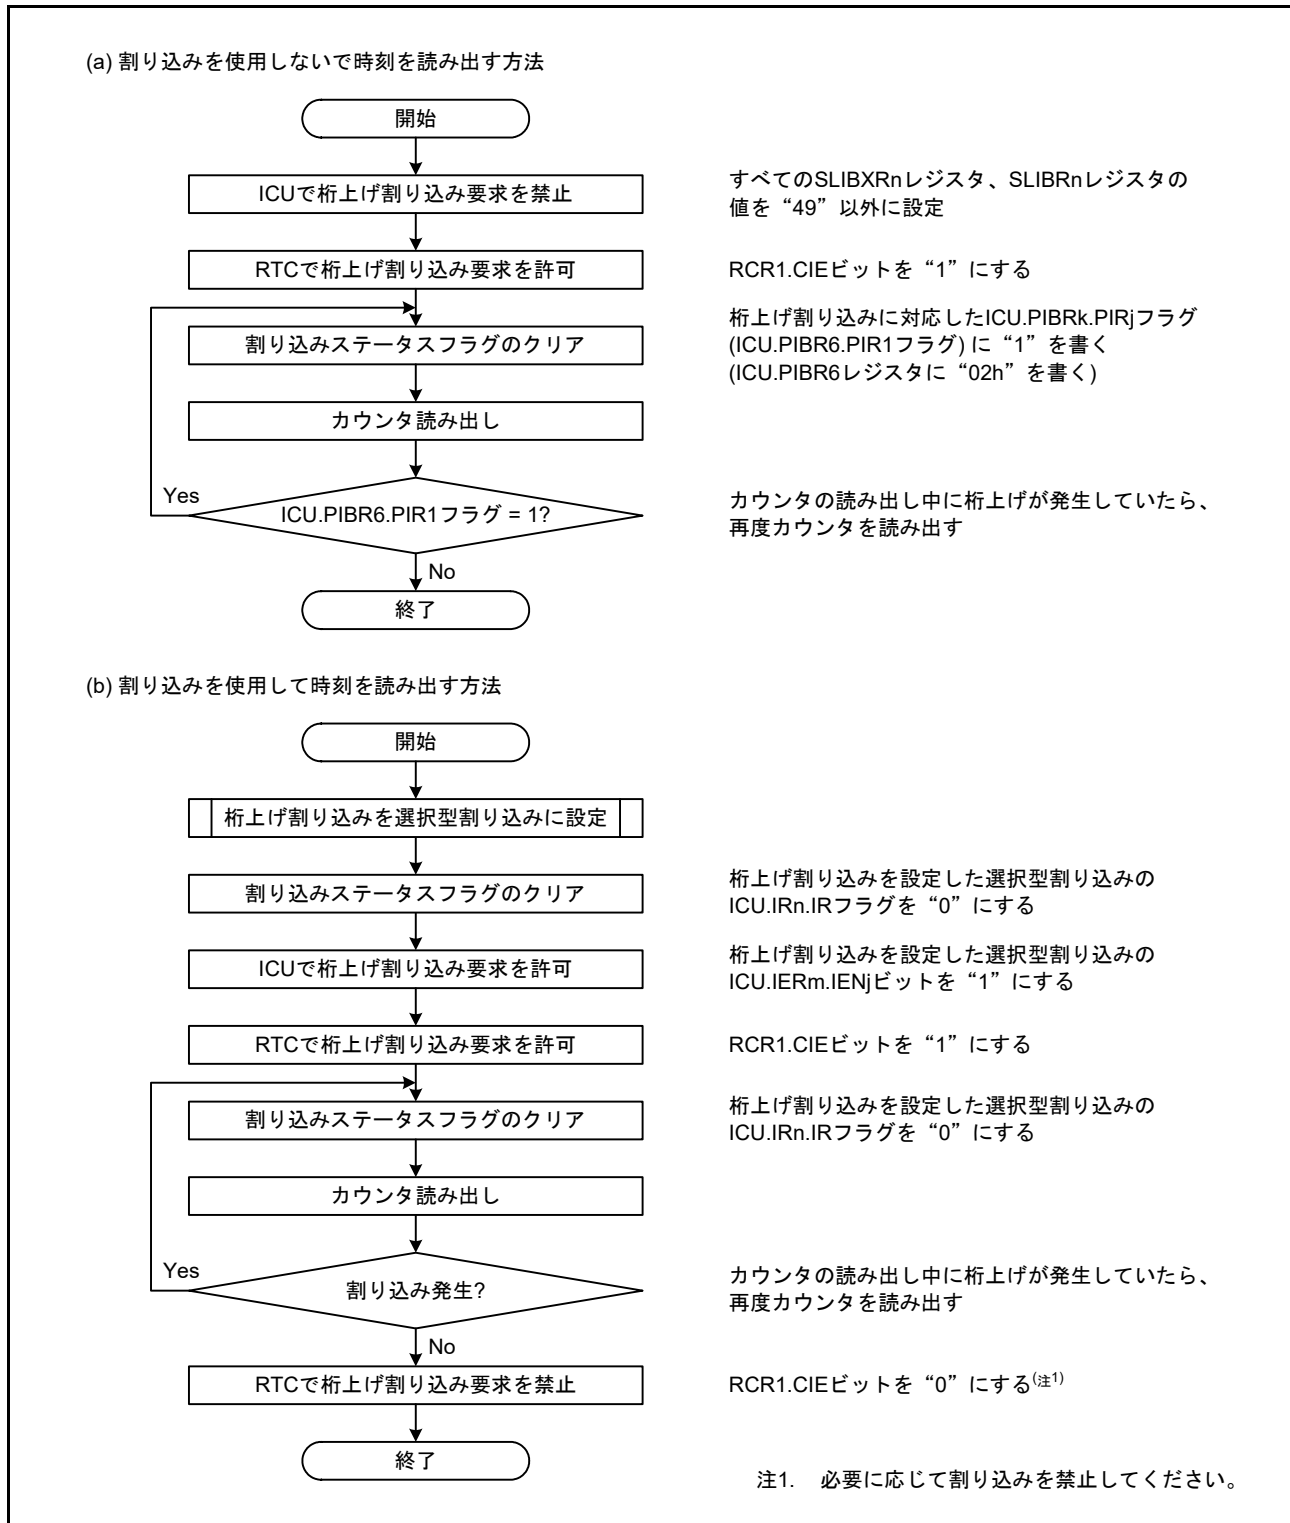 (a) 割り込みを使用しないで時刻を読み出す方法
開始
ICUで桁上げ割り込み要求を禁止
すべてのSLIBXRnレジスタ、SLIBRnレジスタの
値を“49”以外に設定
RTCで桁上げ割り込み要求を許可
RCR1.CIEビットを“1”にする
割り込みステータスフラグのクリア
桁上げ割り込みに対応したICU.PIBRk.PIRjフラグ
(ICU.PIBR6.PIR1フラグ) に“1”を書く
(ICU.PIBR6レジスタに“02h”を書く)
カウンタ読み出し
Yes
ICU.PIBR6.PIR1フラグ = 1?
カウンタの読み出し中に桁上げが発生していたら、
再度カウンタを読み出す
No
終了
(b) 割り込みを使用して時刻を読み出す方法
開始
桁上げ割り込みを選択型割り込みに設定
割り込みステータスフラグのクリア
桁上げ割り込みを設定した選択型割り込みの
ICU.IRn.IRフラグを“0”にする
ICUで桁上げ割り込み要求を許可
桁上げ割り込みを設定した選択型割り込みの
ICU.IERm.IENjビットを“1”にする
RTCで桁上げ割り込み要求を許可
RCR1.CIEビットを“1”にする
割り込みステータスフラグのクリア
桁上げ割り込みを設定した選択型割り込みの
ICU.IRn.IRフラグを“0”にする
カウンタ読み出し
Yes
割り込み発生?
カウンタの読み出し中に桁上げが発生していたら、
再度カウンタを読み出す
No
RTCで桁上げ割り込み要求を禁止
RCR1.CIEビットを“0”にする(注1)
終了
注1. 必要に応じて割り込みを禁止してください。